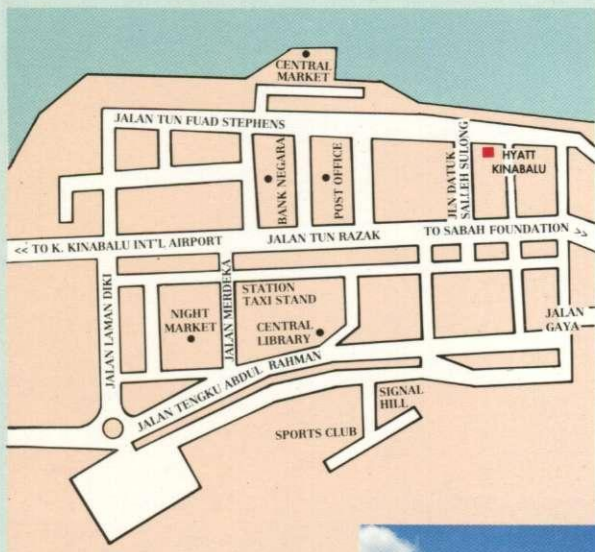 CENTRAL
MARKET
JALAN TUN FUAD STEPHENS
BANK NEGARA
POST OFFICE
JLN DATUK
SALLEH SULONG
HYATT
KINABALU
<< TO K. KINABALU INT'L AIRPORT
JALAN TUN RAZAK
TO SABAH FOUNDATION >>
JALAN LAMAN DIKI
JALAN MERDEKA
STATION
TAXI STAND
NIGHT
MARKET
CENTRAL
LIBRARY
JALAN
GAYA
JALAN TENGKU ABDUL RAHMAN
SIGNAL
HILL
SPORTS CLUB